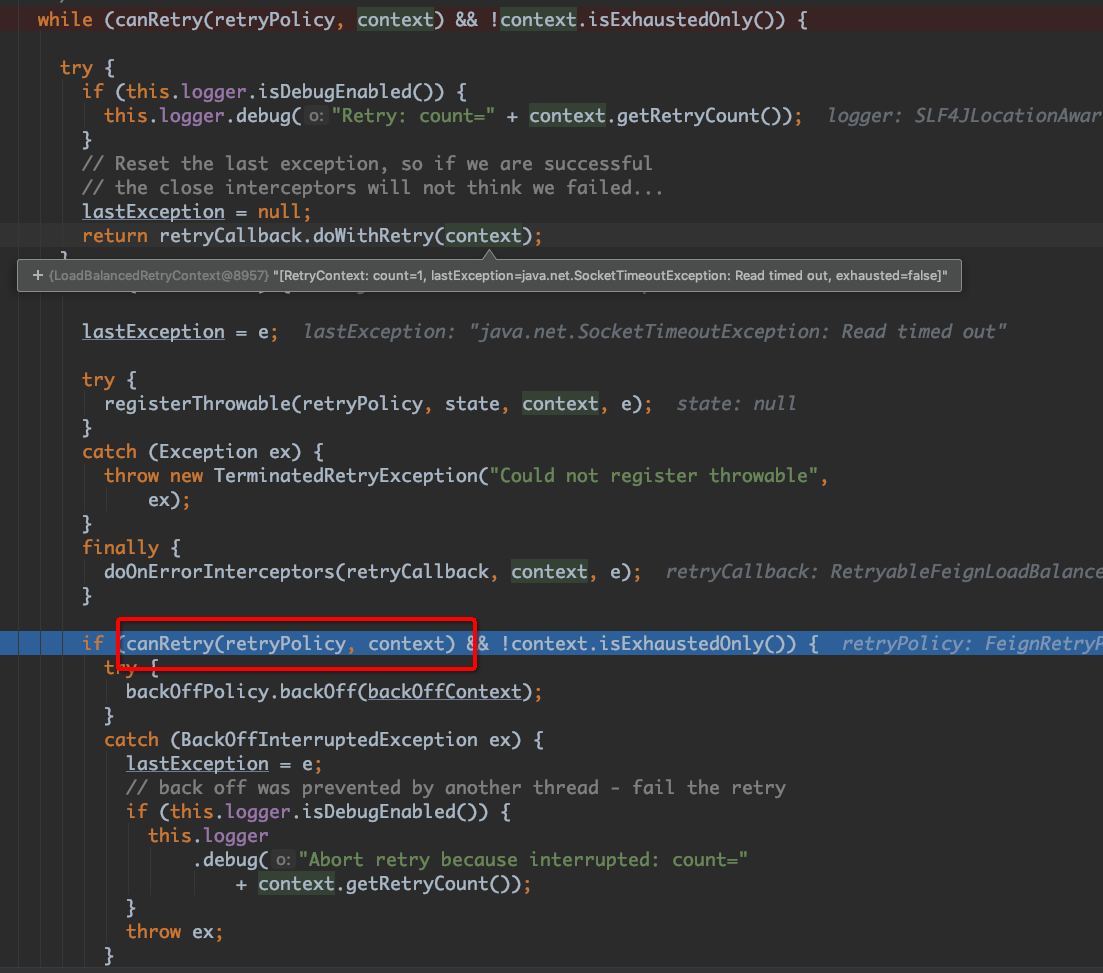 while (canRetry(retryPolicy, context) && !context.isExhaustedOnly()) {
try {
if (this.logger.isDebugEnabled()) {
this.logger.debug( o: "Retry: count=" + context.getRetryCount()); logger: SLF4JLocationAwar
}
// Reset the last exception, so if we are successful
// the close interceptors will not think we failed...
lastException = null;
return retryCallback.doWithRetry(context);
+ {LoadBalancedRetryContext@8957} "[RetryContext: count=1, lastException=java.net.SocketTimeoutException: Read timed out, exhausted=false]"
lastException = e; lastException: "java.net.SocketTimeoutException: Read timed out"
try {
registerThrowable(retryPolicy, state, context, e); state: null
}
catch (Exception ex) {
throw new TerminatedRetryException("Could not register throwable",
ex);
}
finally {
doOnErrorInterceptors(retryCallback, context, e); retryCallback: RetryableFeignLoadBalance
}
if (canRetry(retryPolicy, context) && !context.isExhaustedOnly()) { retryPolicy: FeignRetryP
try {
backOffPolicy.backOff(backOffContext);
}
catch (BackOffInterruptedException ex) {
lastException = e;
// back off was prevented by another thread - fail the retry
if (this.logger.isDebugEnabled()) {
this.logger
.debug( o: "Abort retry because interrupted: count="
+ context.getRetryCount());
}
throw ex;
}